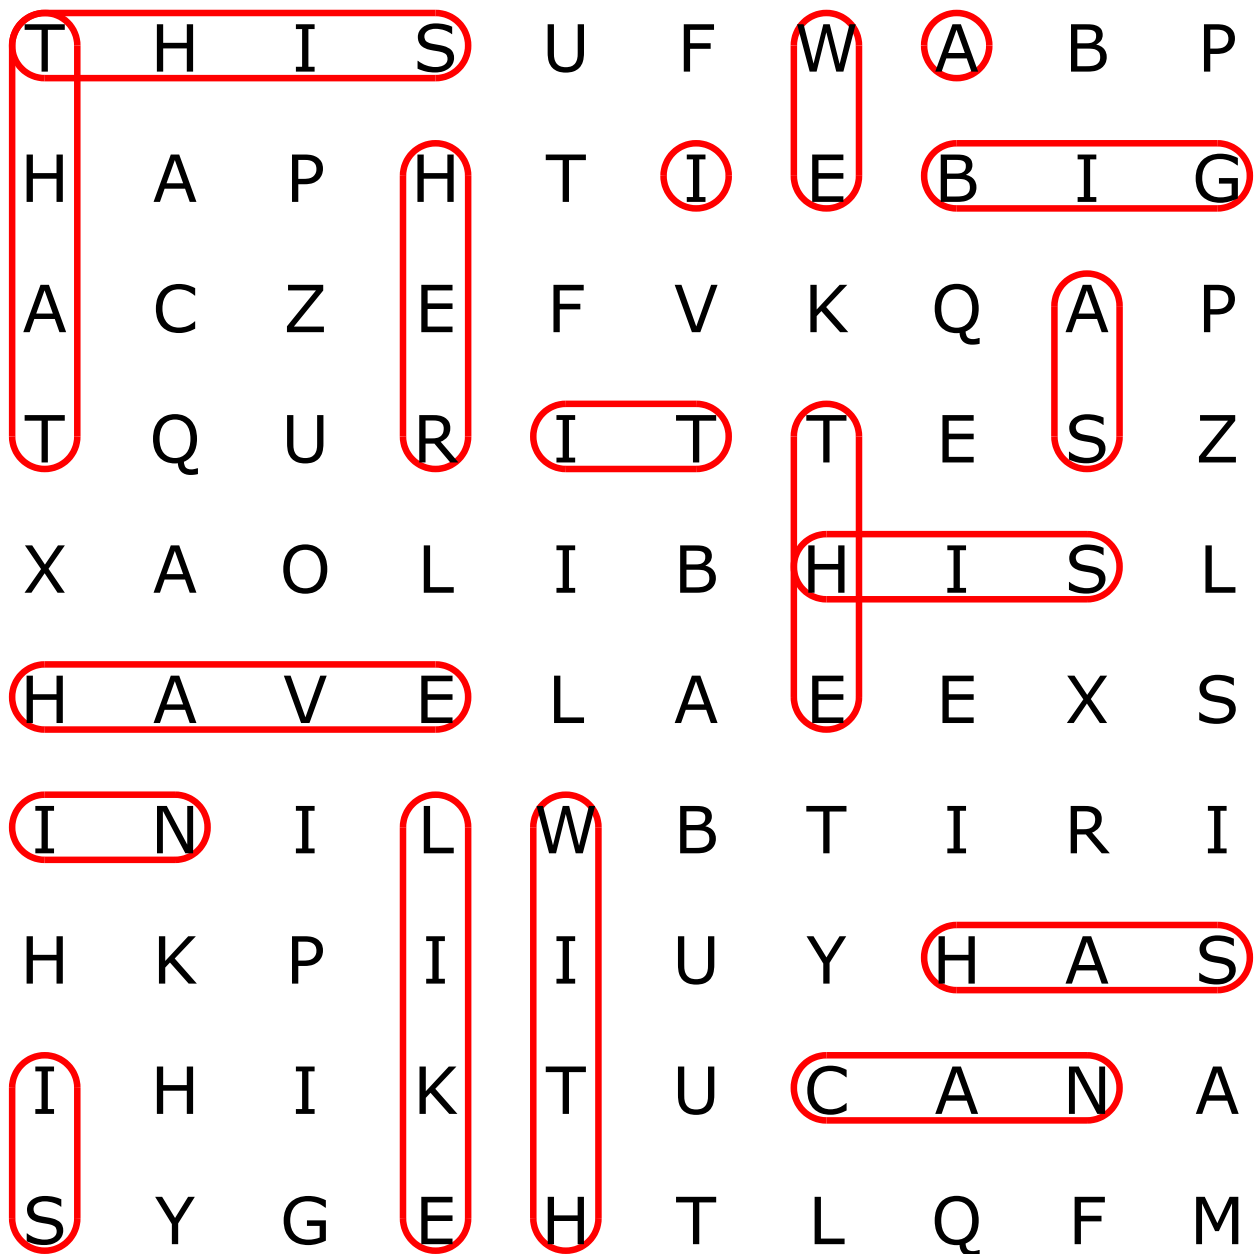 T H I S U F W A B P
H A P H T I E B I G
A C Z E F V K Q A P
T Q U R I T T E S Z
X A O L I B H I S L
H A V E L A E E X S
I N I L W B T I R I
H K P I I U Y H A S
I H I K T U C A N A
S Y G E H T L Q F M